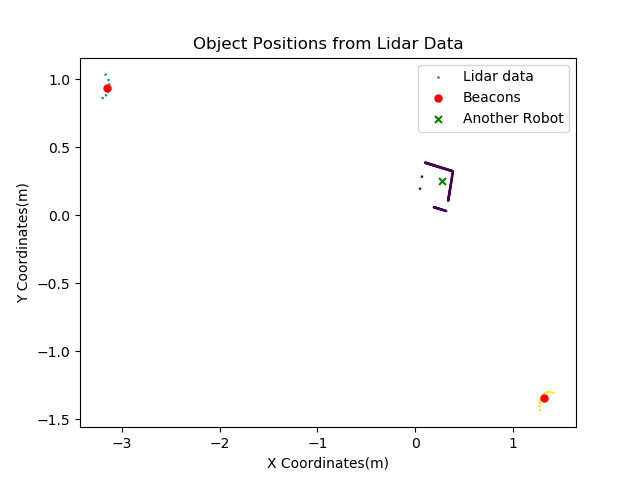 Object Positions from Lidar Data
Lidar data
Beacons
Another Robot
1.0
0.5
0.0
−0.5
−1.0
−1.5
Y Coordinates(m)
−3
−2
−1
0
1
X Coordinates(m)